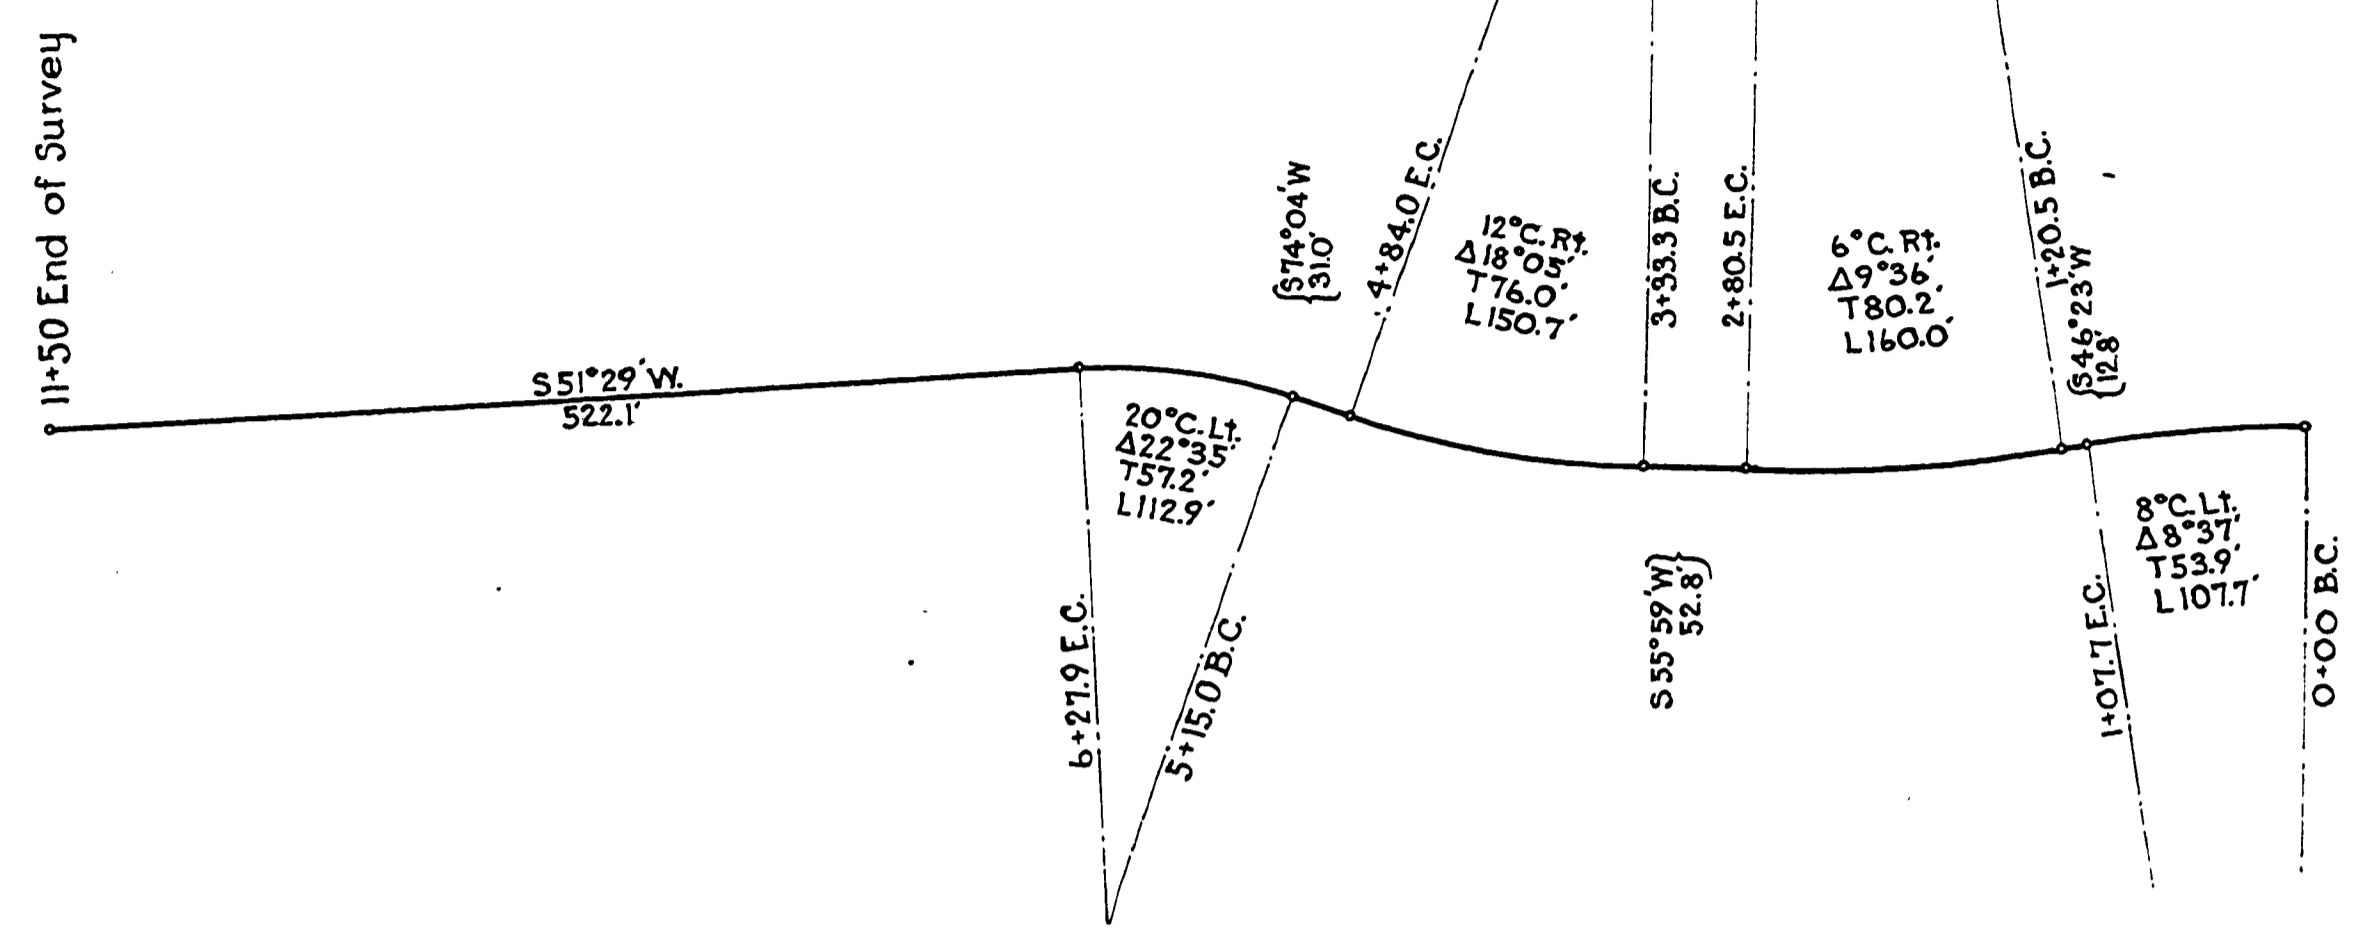 11+50 End of Survey
S51°29'W.
522.1'
6+27.9 E.C.
20°C.Lt.
Δ22°35'
T57.2'
L112.9'
5+15.0 B.C.
{S74°04'W
{31.0'
4+84.0 E.C.
12°C.Rt.
Δ18°05'
T76.0'
L150.7'
3+33.3 B.C.
S55°59'W}
52.8'}
2+80.5 E.C.
6°C.Rt.
Δ9°36'
T80.2'
L160.0'
1+20.5 B.C.
{S46°23'W
{12.8'
1+07.7 E.C.
8°C.Lt.
Δ8°37'
T53.9'
L107.7'
0+00 B.C.